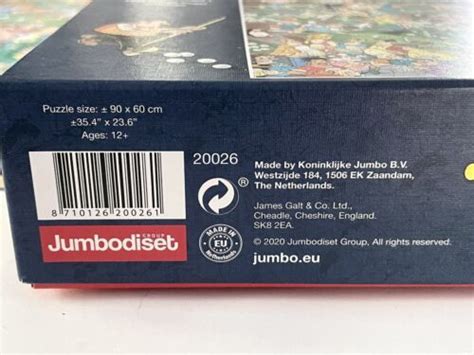 Puzzle size: ± 90 x 60 cm
±35.4" x 23.6"
Ages: 12+
8 710126 200261
Jumbodiset
GROUP
20026
®
MADE IN
EU
Netherlands
Made by Koninklijke Jumbo B.V.
Westzijde 184, 1506 EK Zaandam,
The Netherlands.
James Galt & Co. Ltd.,
Cheadle, Cheshire, England.
SK8 2EA.
© 2020 Jumbodiset Group, All rights reserved.
jumbo.eu